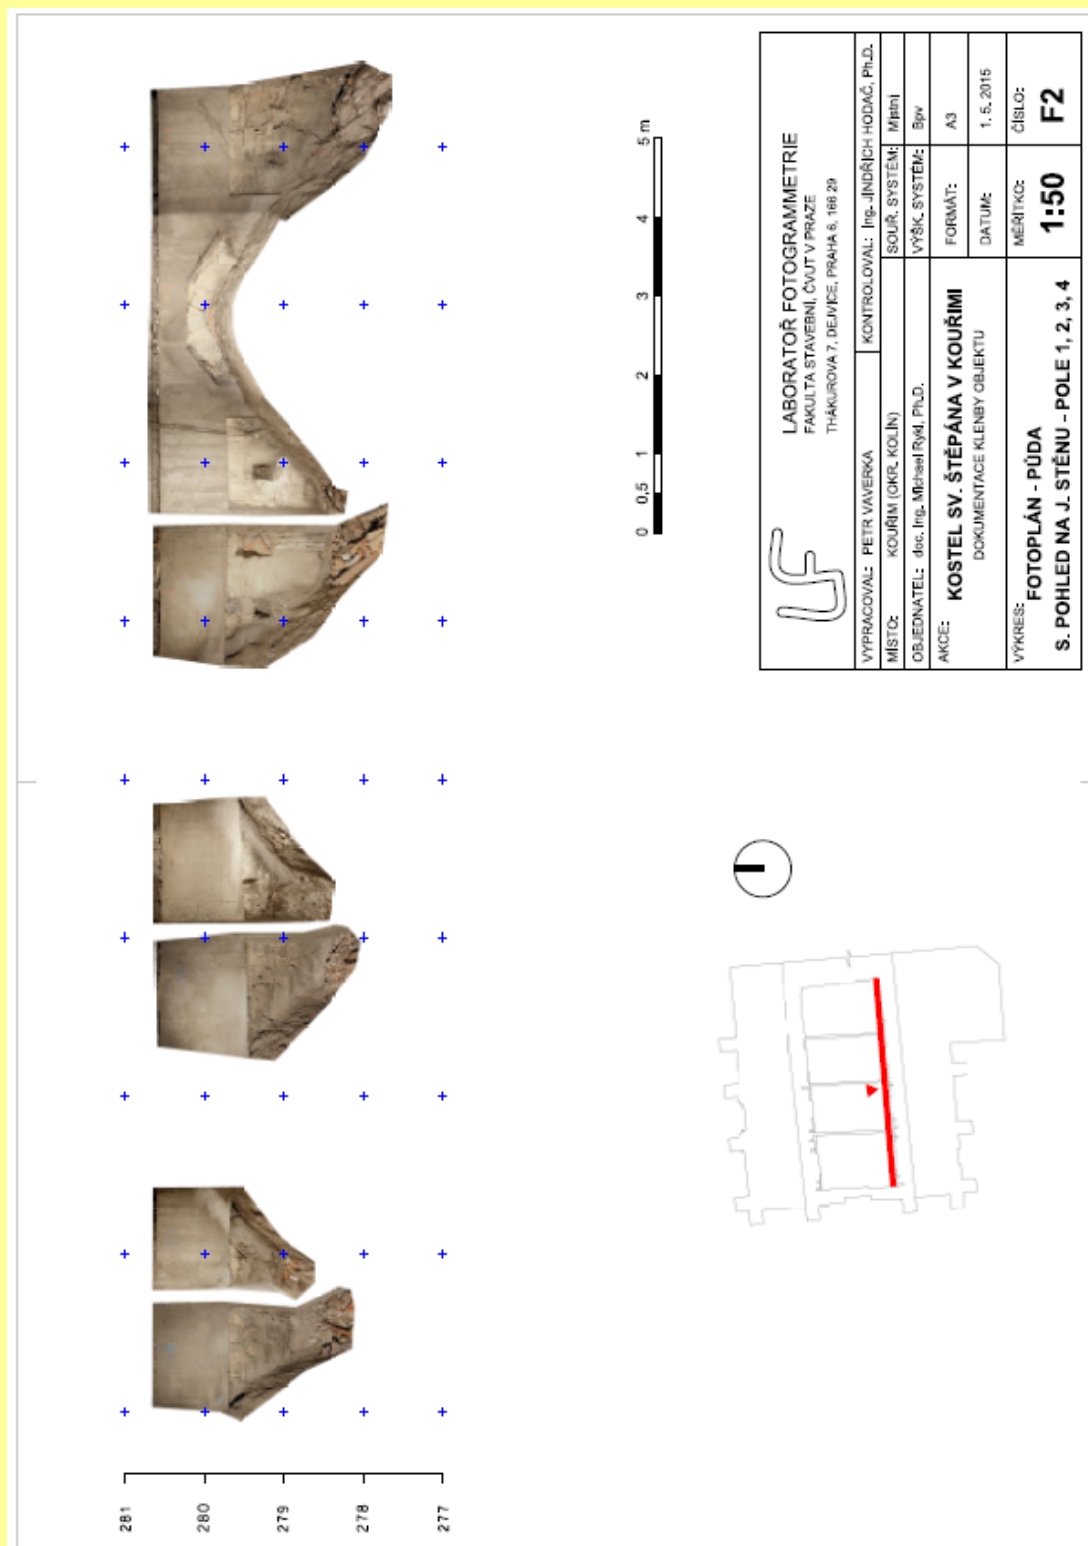 281
280
279
278
277
0
0,5
1
2
3
4
5 m
LABORATOŘ FOTOGRAMMETRIE
FAKULTA STAVEBNÍ, ČVUT V PRAZE
THÁKUROVA 7, DEJVICE, PRAHA 6, 166 29
VYPRACOVAL: PETR VAVERKA
KONTROLOVAL: Ing. JINDŘICH HODAČ, Ph.D.
MÍSTO: KOUŘIM (OKR. KOLÍN)
SOUŘ. SYSTÉM: Místní
OBJEDNATEL: doc. Ing. Michael Rykl, Ph.D.
VÝŠK. SYSTÉM: Bpv
AKCE: KOSTEL SV. ŠTĚPÁNA V KOUŘIMI
DOKUMENTACE KLENBY OBJEKTU
FORMÁT: A3
DATUM: 1. 5. 2015
VÝKRES: FOTOPLÁN - PŮDA
S. POHLED NA J. STĚNU - POLE 1, 2, 3, 4
MĚŘÍTKO: 1:50
ČÍSLO: F2